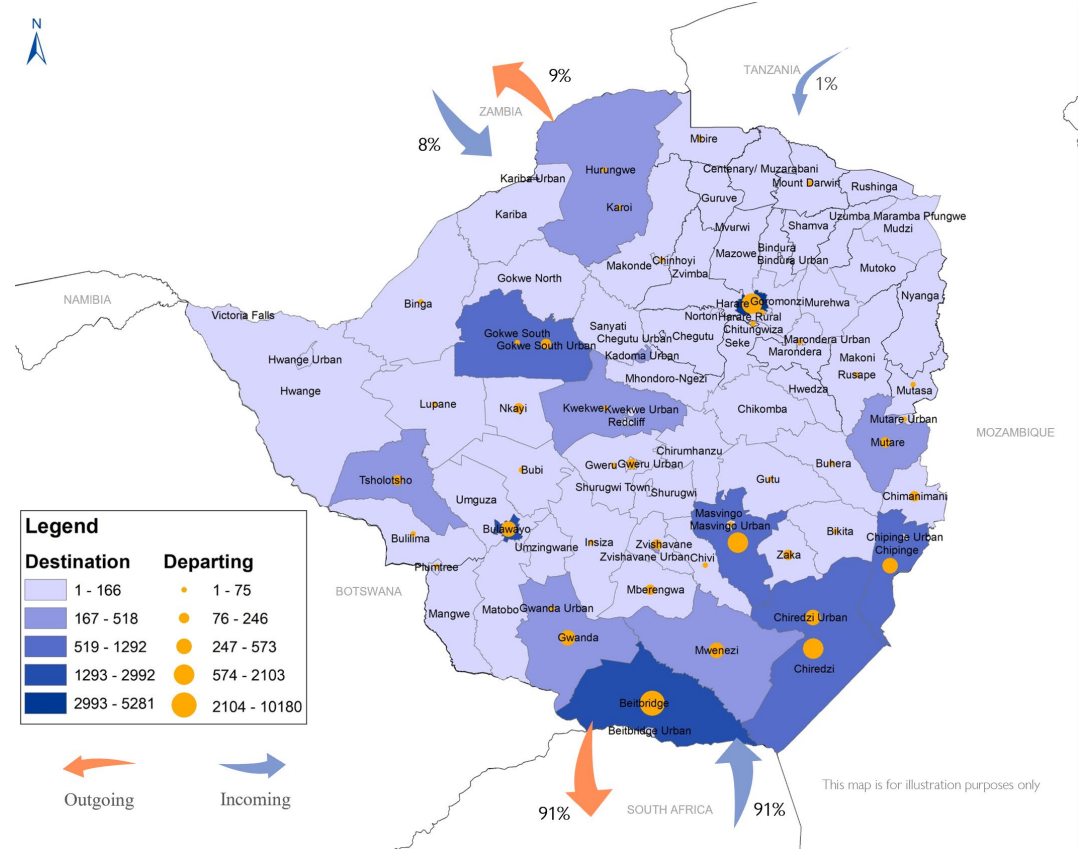 N
TANZANIA
9%
1%
ZAMBIA
8%
Mbire
Centenary/ Muzarabani
Hurungwe
Kariba Urban
Mount Darwin
Rushinga
Guruve
Karoi
Kariba
Uzumba Maramba Pfungwe
Mvurwi
Shamva
Mudzi
Bindura
Mazowe
Bindura Urban
Chinhoyi
Makonde
Zvimba
Mutoko
Gokwe North
NAMIBIA
Binga
Nyanga
Harare
Goromonzi
Murehwa
Victoria Falls
Norton
Harare Rural
Sanyati
Chitungwiza
Gokwe South
Chegutu Urban
Chegutu
Seke
Marondera Urban
Gokwe South Urban
Marondera
Kadoma Urban
Makoni
Hwange Urban
Rusape
Mhondoro-Ngezi
Hwange
Hwedza
Mutasa
Lupane
Nkayi
Kwekwe
Kwekwe Urban
Chikomba
Redcliff
Mutare Urban
MOZAMBIQUE
Mutare
Chirumhanzu
Bubi
Gweru
Gweru Urban
Buhera
Tsholotsho
Gutu
Shurugwi Town
Shurugwi
Umguza
Chimanimani
Masvingo
Masvingo Urban
Bulawayo
Bikita
Chipinge Urban
Bulilima
Insiza
Zvishavane
Umzingwane
Chipinge
Zvishavane Urban
Chivi
Zaka
Plumtree
BOTSWANA
Mberengwa
Mangwe
Matobo
Gwanda Urban
Chiredzi Urban
Gwanda
Mwenezi
Chiredzi
Beitbridge
Beitbridge Urban
Legend
Destination
1 - 166
167 - 518
519 - 1292
1293 - 2992
2993 - 5281
Departing
1 - 75
76 - 246
247 - 573
574 - 2103
2104 - 10180
Outgoing
Incoming
91%
SOUTH AFRICA
91%
This map is for illustration purposes only